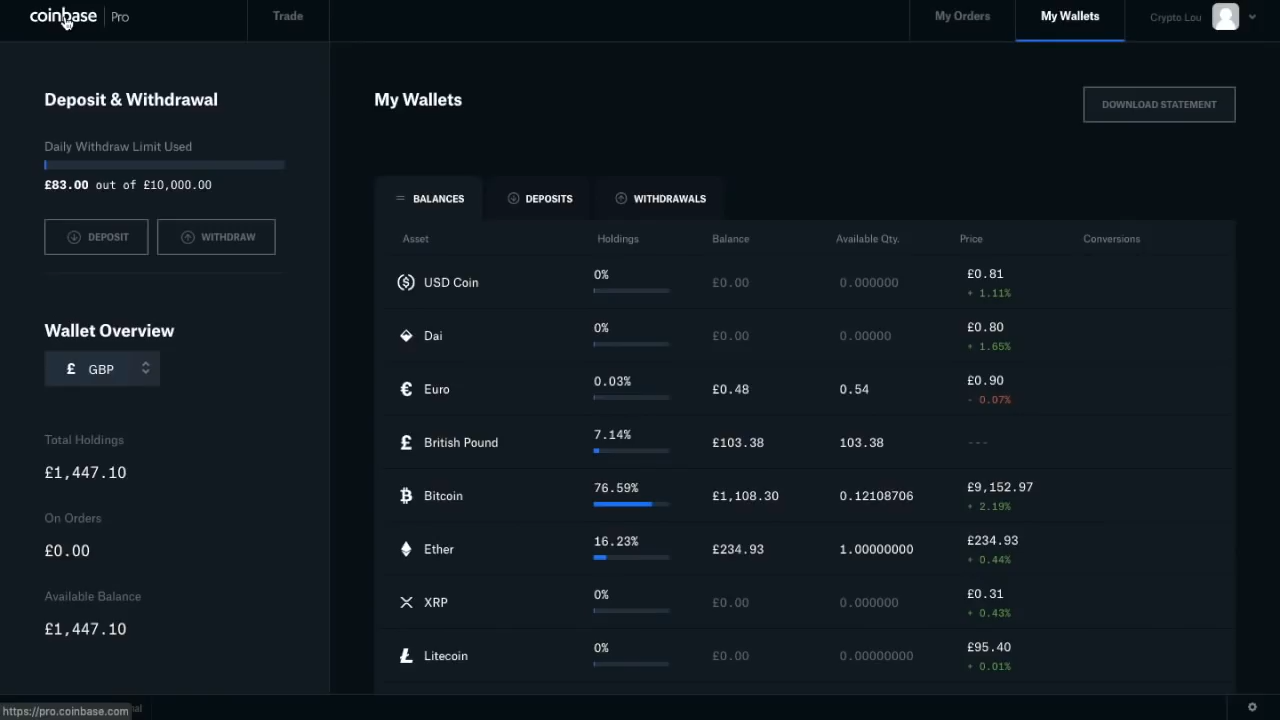 coinbase Pro
Trade
My Orders
My Wallets
Crypto Lou
Deposit & Withdrawal
Daily Withdraw Limit Used
£83.00 out of £10,000.00
DEPOSIT
WITHDRAW
Wallet Overview
£ GBP
Total Holdings
£1,447.10
On Orders
£0.00
Available Balance
£1,447.10
My Wallets
DOWNLOAD STATEMENT
BALANCES
DEPOSITS
WITHDRAWALS
Asset Holdings Balance Available Qty. Price Conversions
USD Coin 0% £0.00 0.000000 £0.81
+ 1.11%
Dai 0% £0.00 0.00000 £0.80
+ 1.65%
€ Euro 0.03% £0.48 0.54 £0.90
- 0.07%
£ British Pound 7.14% £103.38 103.38 ---
Bitcoin 76.59% £1,108.30 0.12108706 £9,152.97
+ 2.19%
Ether 16.23% £234.93 1.00000000 £234.93
+ 0.44%
XRP 0% £0.00 0.000000 £0.31
+ 0.43%
Litecoin 0% £0.00 0.00000000 £95.40
+ 0.01%
https://pro.coinbase.com